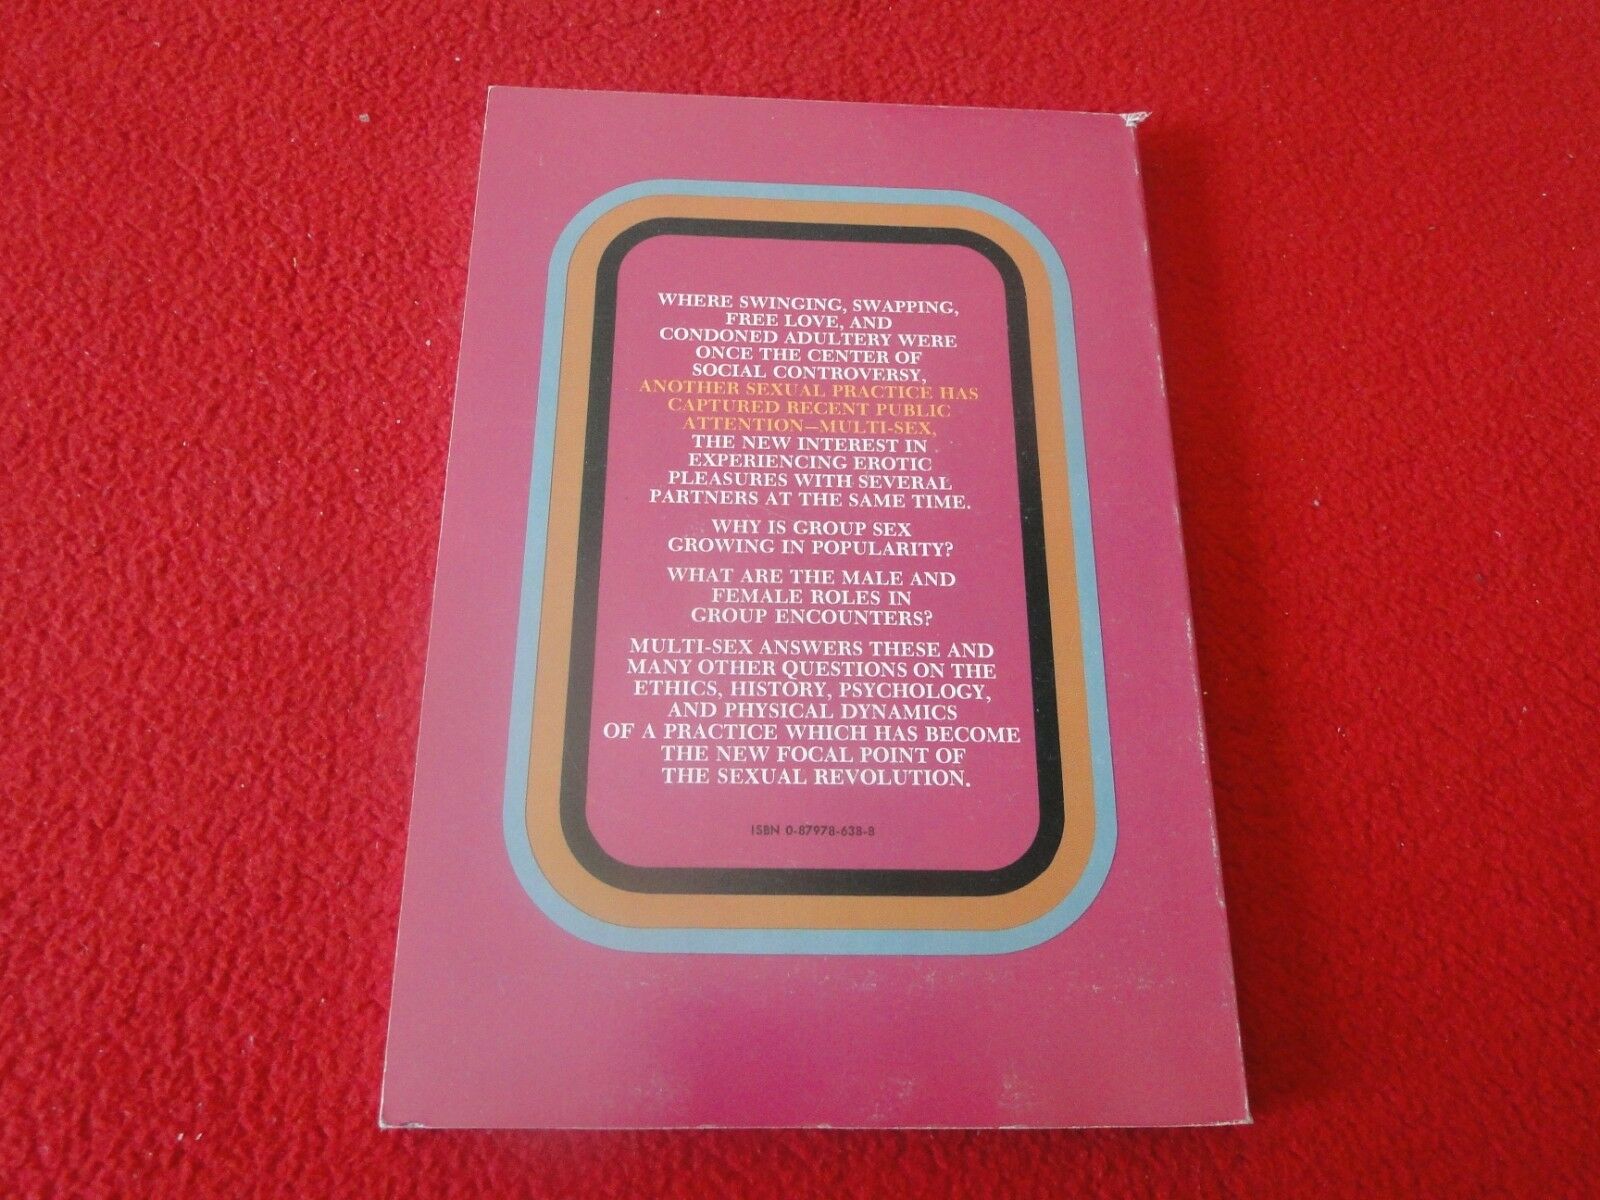 WHERE SWINGING, SWAPPING,
FREE LOVE, AND
CONDONED ADULTERY WERE
ONCE THE CENTER OF
SOCIAL CONTROVERSY,
ANOTHER SEXUAL PRACTICE HAS
CAPTURED RECENT PUBLIC
ATTENTION—MULTI-SEX,
THE NEW INTEREST IN
EXPERIENCING EROTIC
PLEASURES WITH SEVERAL
PARTNERS AT THE SAME TIME.
WHY IS GROUP SEX
GROWING IN POPULARITY?
WHAT ARE THE MALE AND
FEMALE ROLES IN
GROUP ENCOUNTERS?
MULTI-SEX ANSWERS THESE AND
MANY OTHER QUESTIONS ON THE
ETHICS, HISTORY, PSYCHOLOGY,
AND PHYSICAL DYNAMICS
OF A PRACTICE WHICH HAS BECOME
THE NEW FOCAL POINT OF
THE SEXUAL REVOLUTION.
ISBN 0-87978-638-8